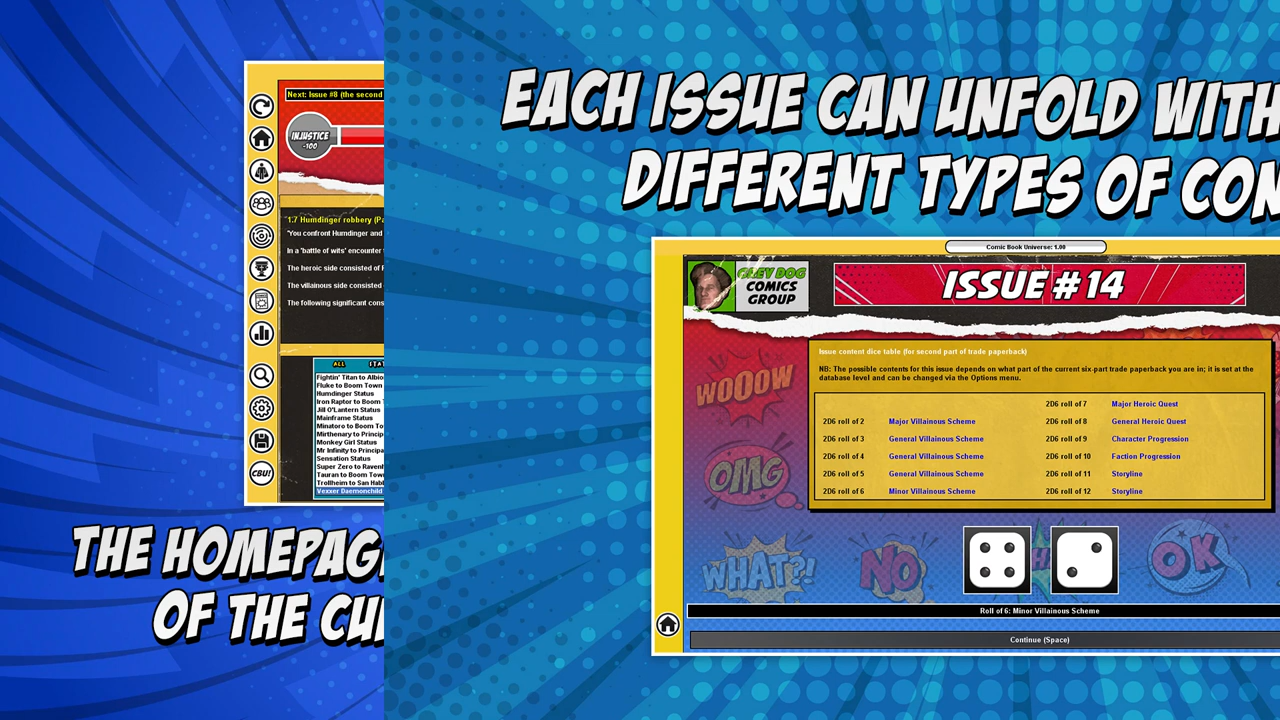 Next: Issue #8 (the second
INJUSTICE
-100
1.7 Humdinger robbery (Pa
"You confront Humdinger and
In a 'battle of wits' encounter
The heroic side consisted of
The villainous side consisted
The following significant cons
ALL
Fightin' Titan to Albio
Fluke to Boom Town
Humdinger Status
Iron Raptor to Boom
Jill O'Lantern Status
Mainframe Status
Minatoro to Boom To
Mirthenary to Princip
Monkey Girl Status
Mr Infinity to Principa
Sensation Status
Super Zero to Ravenh
Tauran to Boom Town
Trollheim to San Hab
Vexxer Daemonchild
CBU!
THE HOMEPAG
OF THE CU
EACH ISSUE CAN UNFOLD WITH
DIFFERENT TYPES OF CON
Comic Book Universe: 1.00
GREY DOG
COMICS
GROUP
ISSUE #14
Issue content dice table (for second part of trade paperback)
NB: The possible contents for this issue depends on what part of the current six-part trade paperback you are in; it is set at the
database level and can be changed via the Options menu.
2D6 roll of 7 Major Heroic Quest
2D6 roll of 2 Major Villainous Scheme 2D6 roll of 8 General Heroic Quest
2D6 roll of 3 General Villainous Scheme 2D6 roll of 9 Character Progression
2D6 roll of 4 General Villainous Scheme 2D6 roll of 10 Faction Progression
2D6 roll of 5 General Villainous Scheme 2D6 roll of 11 Storyline
2D6 roll of 6 Minor Villainous Scheme 2D6 roll of 12 Storyline
WOOOW
OMG
WHAT?!
NO
OK
Roll of 6: Minor Villainous Scheme
Continue (Space)